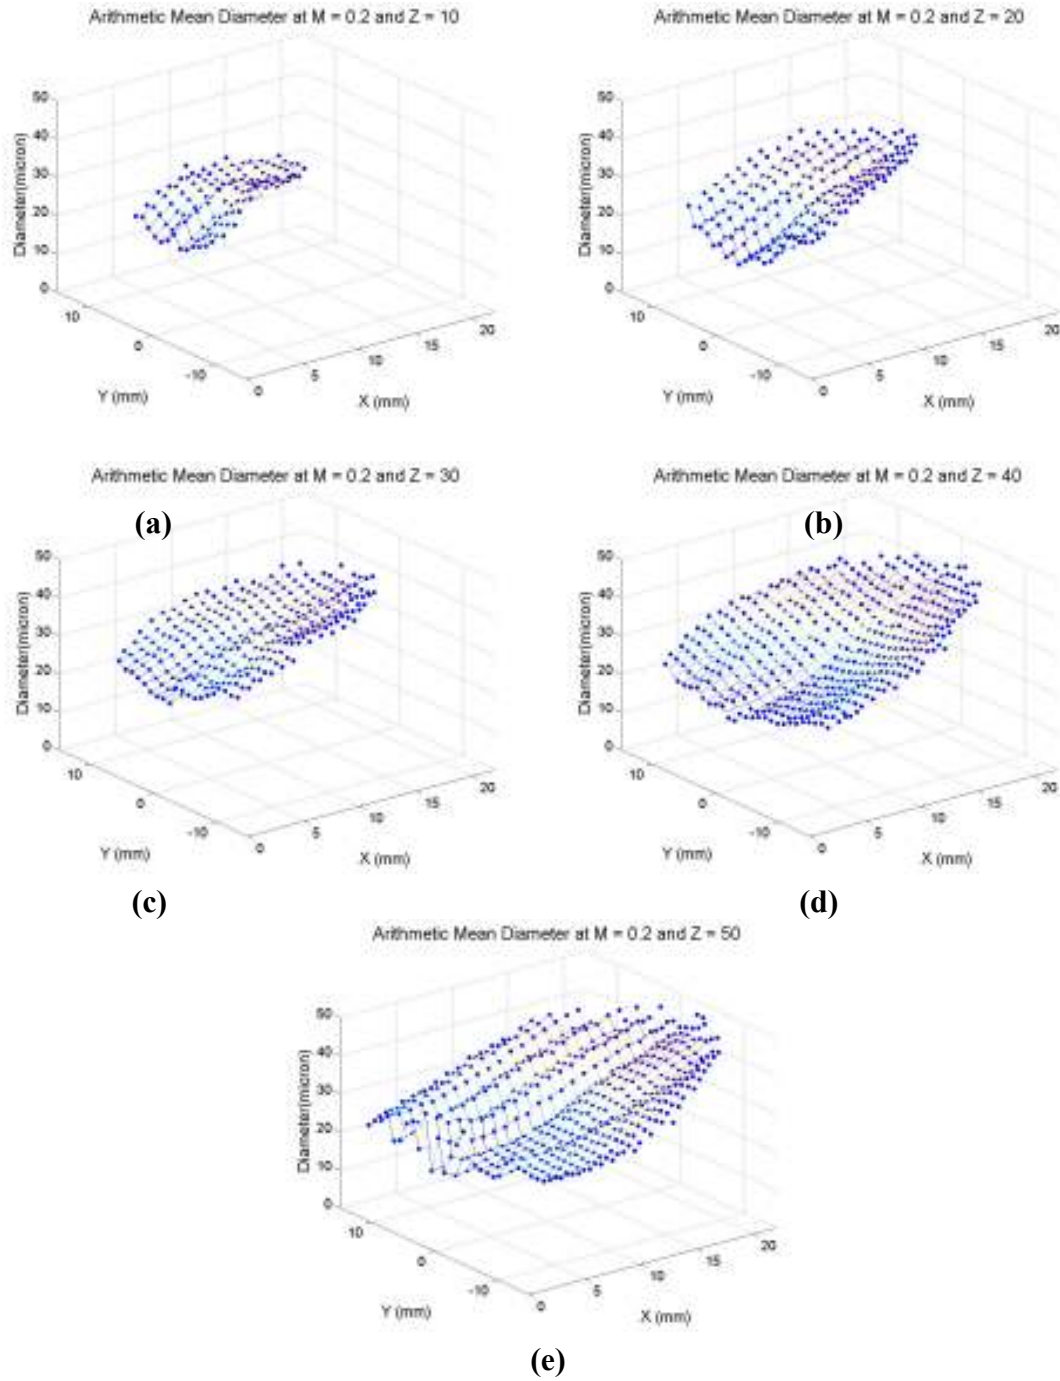 Arithmetic Mean Diameter at M = 0.2 and Z = 10
50
40
30
20
10
0
Diameter(micron)
10
0
-10
Y (mm)
0
5
10
15
20
X (mm)
Arithmetic Mean Diameter at M = 0.2 and Z = 20
50
40
30
20
10
0
Diameter(micron)
10
0
-10
Y (mm)
0
5
10
15
20
X (mm)
Arithmetic Mean Diameter at M = 0.2 and Z = 30
(a)
50
40
30
20
10
0
Diameter(micron)
10
0
-10
Y (mm)
0
5
10
15
20
X (mm)
(c)
Arithmetic Mean Diameter at M = 0.2 and Z = 40
(b)
50
40
30
20
10
0
Diameter(micron)
10
0
-10
Y (mm)
0
5
10
15
20
X (mm)
(d)
Arithmetic Mean Diameter at M = 0.2 and Z = 50
50
40
30
20
10
0
Diameter(micron)
10
0
-10
Y (mm)
0
5
10
15
20
X (mm)
(e)